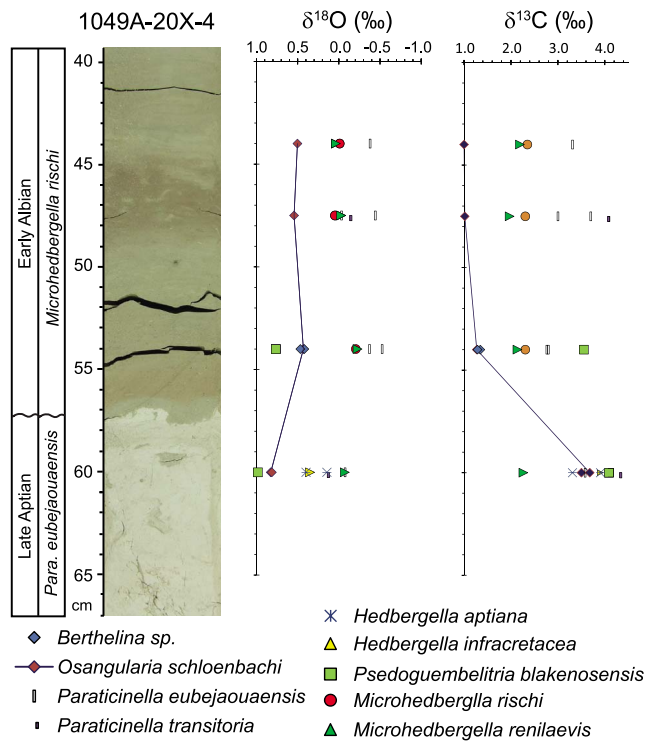 1049A-20X-4
δ18O (‰)
δ13C (‰)
1.0 0.5 0.0 -0.5 -1.0
1.0 2.0 3.0 4.0
40
45
50
55
60
65
cm
Early Albian
Microhedbergella rischi
Late Aptian
Para. eubejaouaensis
Berthelina sp.
Osangularia schloenbachi
Paraticinella eubejaouaensis
Paraticinella transitoria
Hedbergella aptiana
Hedbergella infracretacea
Psedoguembelitria blakenosensis
Microhedberglla rischi
Microhedbergella renilaevis